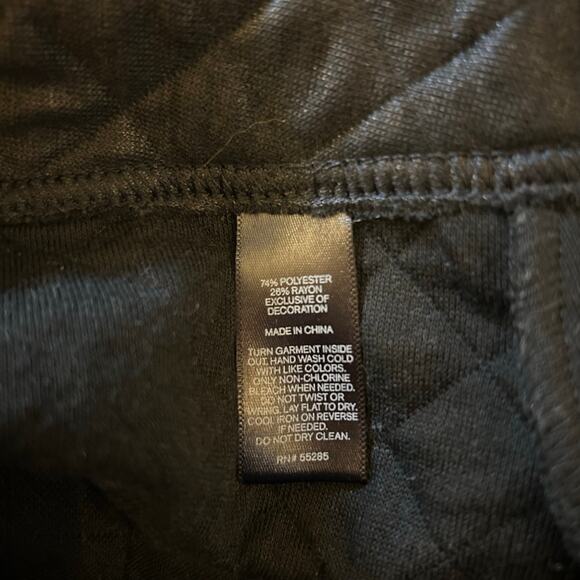 74% POLYESTER
26% RAYON
EXCLUSIVE OF
DECORATION
MADE IN CHINA
TURN GARMENT INSIDE
OUT. HAND WASH COLD
WITH LIKE COLORS.
ONLY NON-CHLORINE
BLEACH WHEN NEEDED.
DO NOT TWIST OR
WRING. LAY FLAT TO DRY.
COOL IRON ON REVERSE
IF NEEDED.
DO NOT DRY CLEAN.
RN# 55285